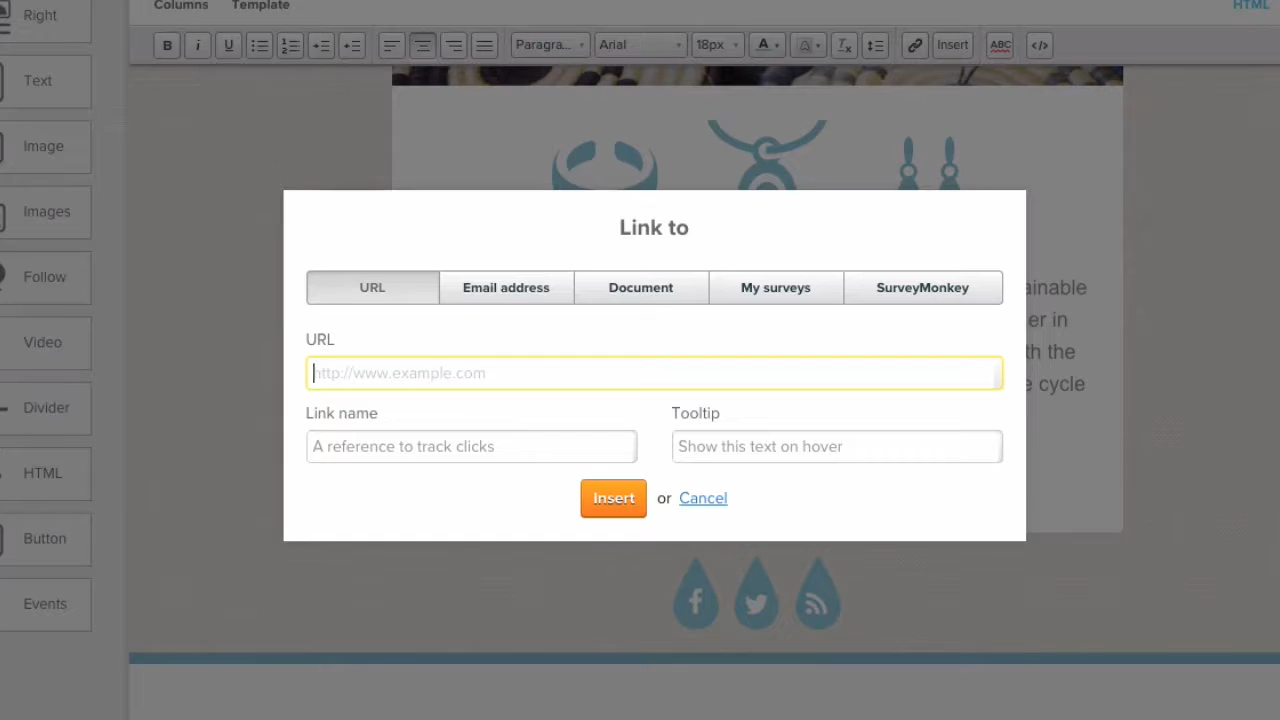 Columns Template HTML
Right
B i U Paragra... Arial 18px A a Tx Insert ABC </>
Text
Image
Images
Follow
Video
Divider
HTML
Button
Events
Link to
URL Email address Document My surveys SurveyMonkey
URL
http://www.example.com
Link name Tooltip
A reference to track clicks Show this text on hover
Insert or Cancel
ainable
er in
h the
e cycle